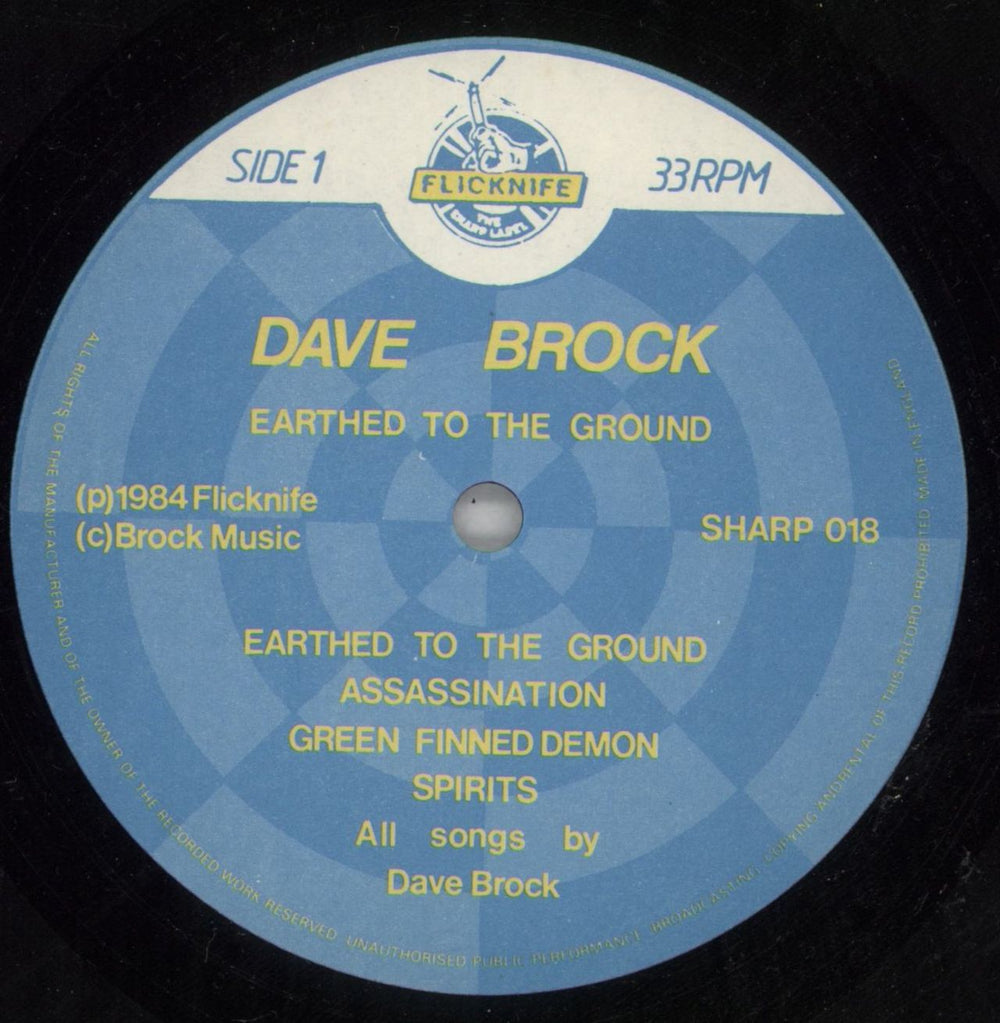 SIDE 1
33RPM
FLICKNIFE
THE
SHARP LABEL
DAVE BROCK
EARTHED TO THE GROUND
(p)1984 Flicknife
(c)Brock Music
SHARP 018
EARTHED TO THE GROUND
ASSASSINATION
GREEN FINNED DEMON
SPIRITS
All songs by
Dave Brock
ALL RIGHTS OF THE MANUFACTURER AND OF THE OWNER OF THE RECORDED WORK RESERVED UNAUTHORISED PUBLIC PERFORMANCE BROADCASTING COPYING AND RENTAL OF THIS RECORD PROHIBITED MADE IN ENGLAND